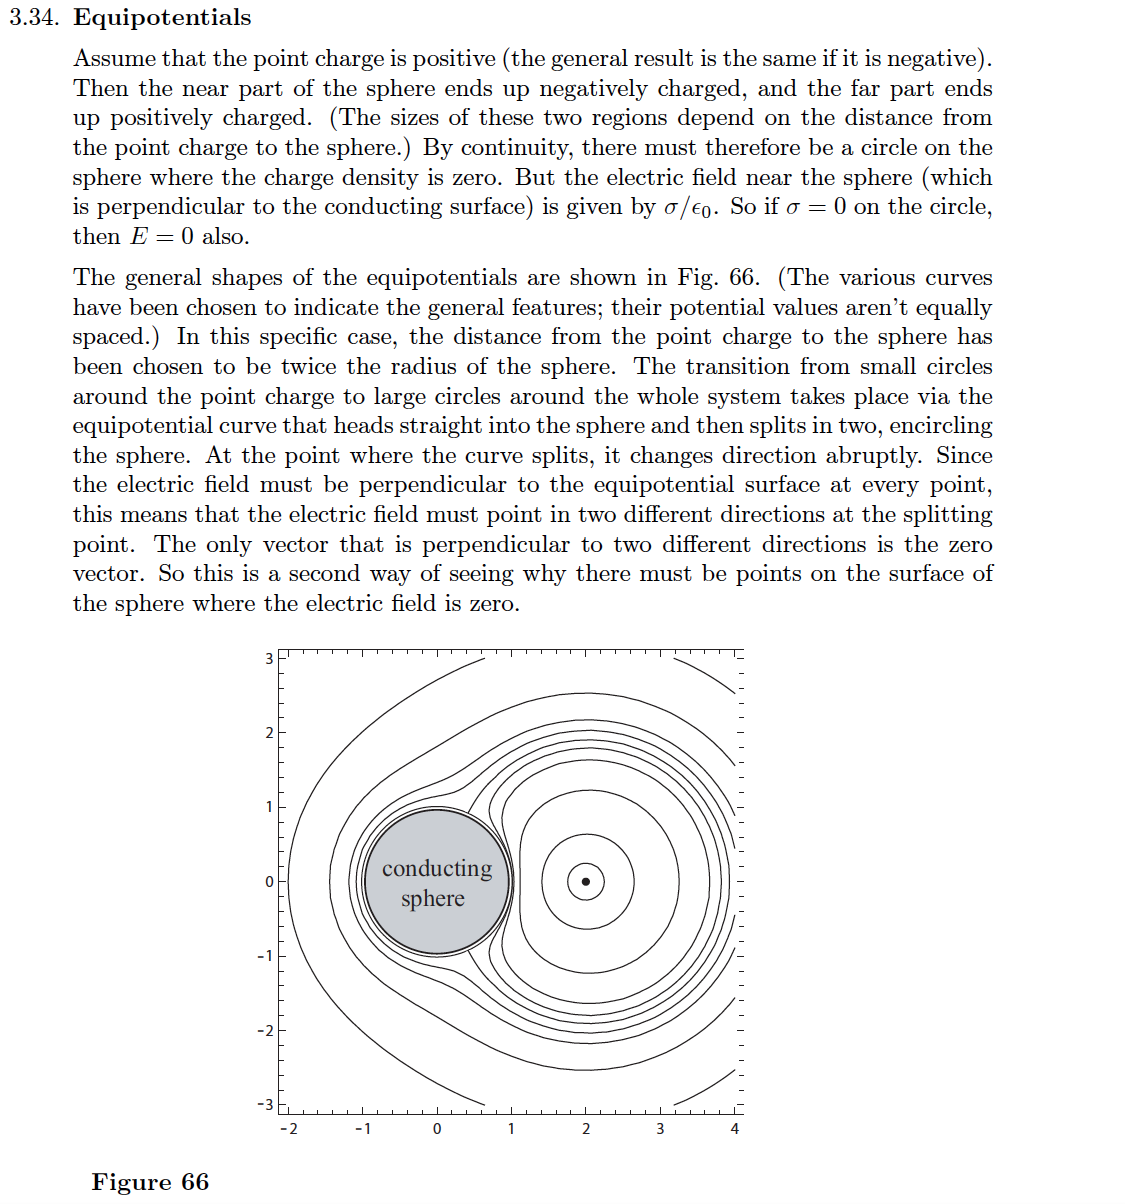 3.34. Equipotentials
Assume that the point charge is positive (the general result is the same if it is negative).
Then the near part of the sphere ends up negatively charged, and the far part ends
up positively charged. (The sizes of these two regions depend on the distance from
the point charge to the sphere.) By continuity, there must therefore be a circle on the
sphere where the charge density is zero. But the electric field near the sphere (which
is perpendicular to the conducting surface) is given by σ/ϵ₀. So if σ = 0 on the circle,
then E = 0 also.
The general shapes of the equipotentials are shown in Fig. 66. (The various curves
have been chosen to indicate the general features; their potential values aren't equally
spaced.) In this specific case, the distance from the point charge to the sphere has
been chosen to be twice the radius of the sphere. The transition from small circles
around the point charge to large circles around the whole system takes place via the
equipotential curve that heads straight into the sphere and then splits in two, encircling
the sphere. At the point where the curve splits, it changes direction abruptly. Since
the electric field must be perpendicular to the equipotential surface at every point,
this means that the electric field must point in two different directions at the splitting
point. The only vector that is perpendicular to two different directions is the zero
vector. So this is a second way of seeing why there must be points on the surface of
the sphere where the electric field is zero.
3
2
1
conducting
0
sphere
-1
-2
-3
-2 -1 0 1 2 3 4
Figure 66